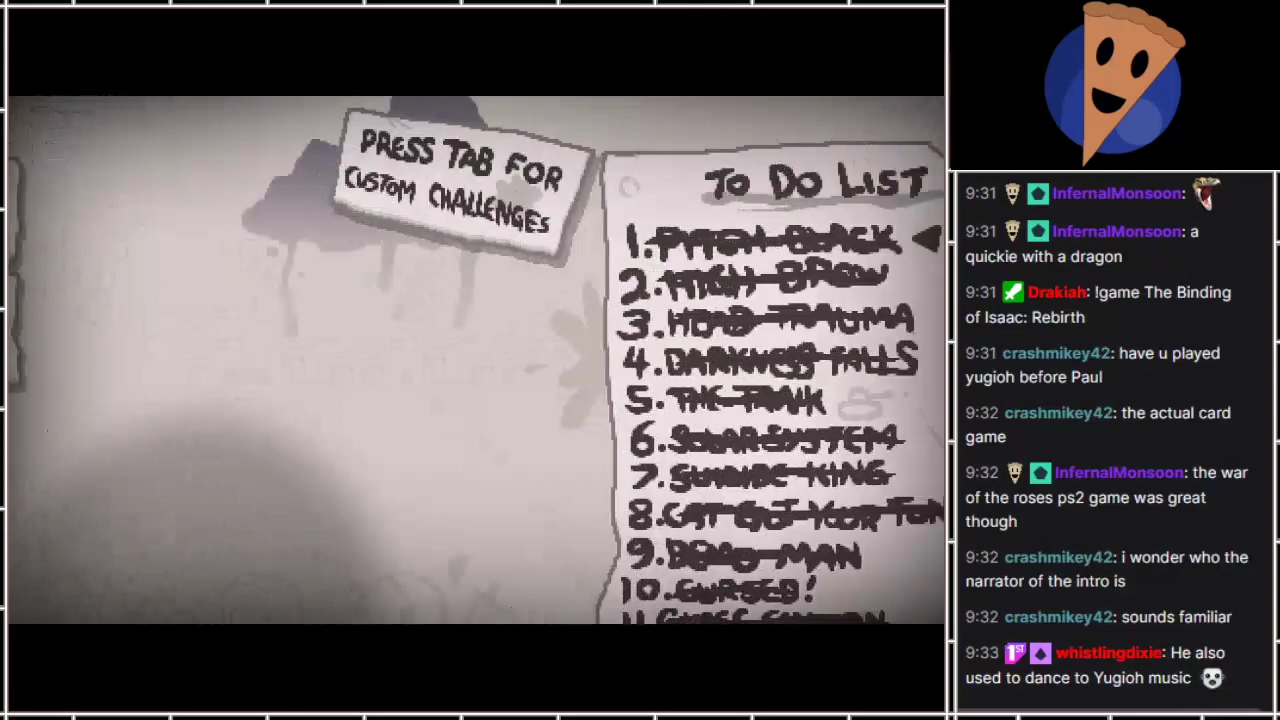 PRESS TAB FOR
CUSTOM CHALLENGES
TO DO LIST
1. PITCH BLACK
2. HIGH BROW
3. HEAD TRAUMA
4. DARKNESS FALLS
5. THE TANK
6. SOLAR SYSTEM
7. SUICIDE KING
8. CAT GOT YOUR TON
9. DEMO MAN
10. CURSED!
11.
9:31 InfernalMonsoon:
9:31 InfernalMonsoon: a
quickie with a dragon
9:31 Drakiah: !game The Binding
of Isaac: Rebirth
9:31 crashmikey42: have u played
yugioh before Paul
9:32 crashmikey42: the actual card
game
9:32 InfernalMonsoon: the war
of the roses ps2 game was great
though
9:32 crashmikey42: i wonder who the
narrator of the intro is
9:32 crashmikey42: sounds familiar
9:33 1ST whistlingdixie: He also
used to dance to Yugioh music